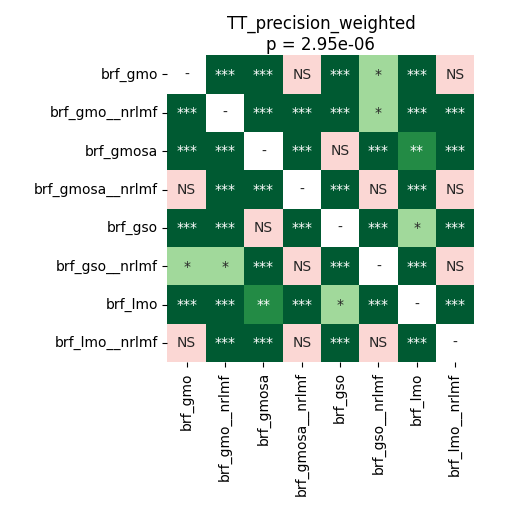 TT_precision_weighted
p = 2.95e-06
brf_gmo - *** *** NS *** * *** NS
brf_gmo__nrlmf *** - *** *** *** * *** ***
brf_gmosa *** *** - *** NS *** ** ***
brf_gmosa__nrlmf NS *** *** - *** NS *** NS
brf_gso *** *** NS *** - *** * ***
brf_gso__nrlmf * * *** NS *** - *** NS
brf_lmo *** *** ** *** * *** - ***
brf_lmo__nrlmf NS *** *** NS *** NS *** -
brf_gmo
brf_gmo__nrlmf
brf_gmosa
brf_gmosa__nrlmf
brf_gso
brf_gso__nrlmf
brf_lmo
brf_lmo__nrlmf